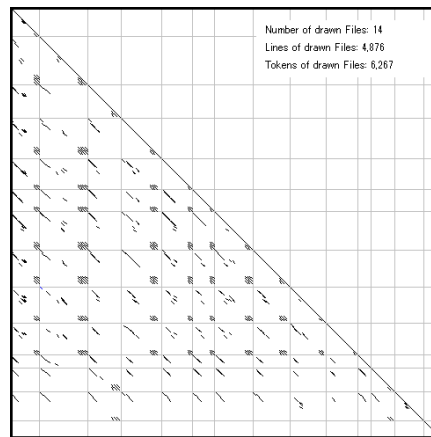 Number of drawn Files: 14
Lines of drawn Files: 4,876
Tokens of drawn Files: 6,267